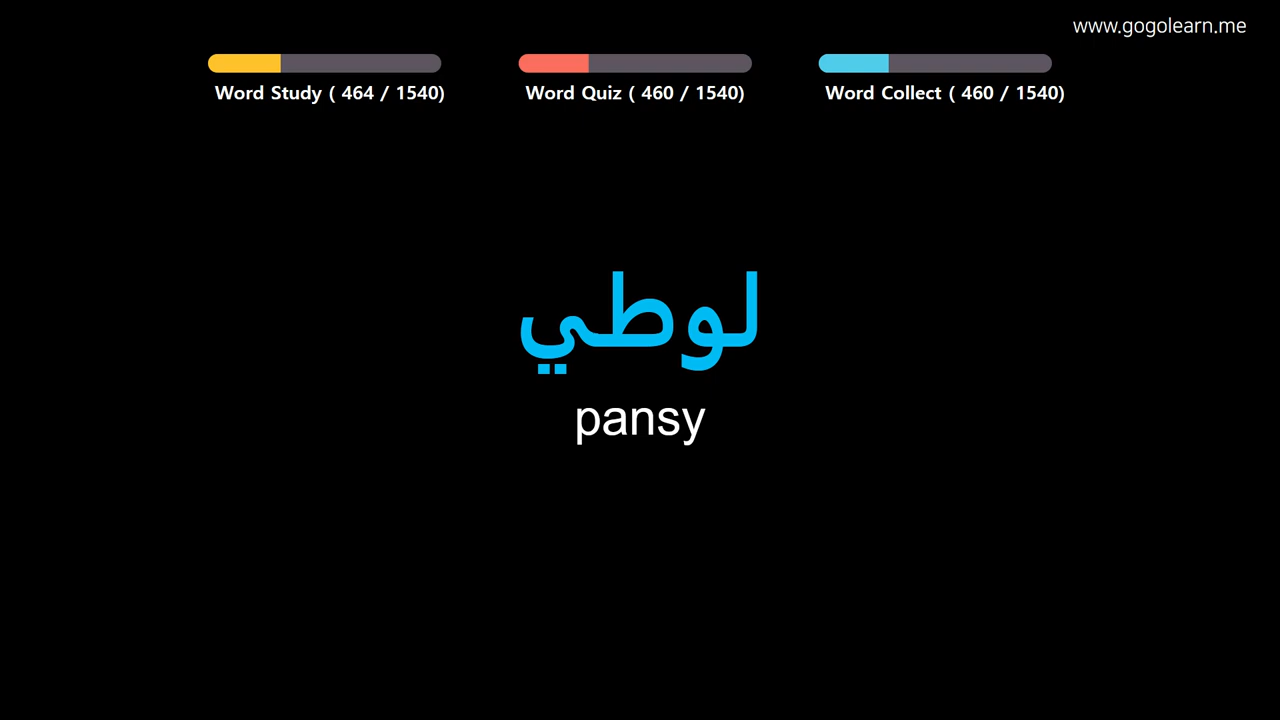 www.gogolearn.me
Word Study ( 464 / 1540)
Word Quiz ( 460 / 1540)
Word Collect ( 460 / 1540)
لوطي
pansy